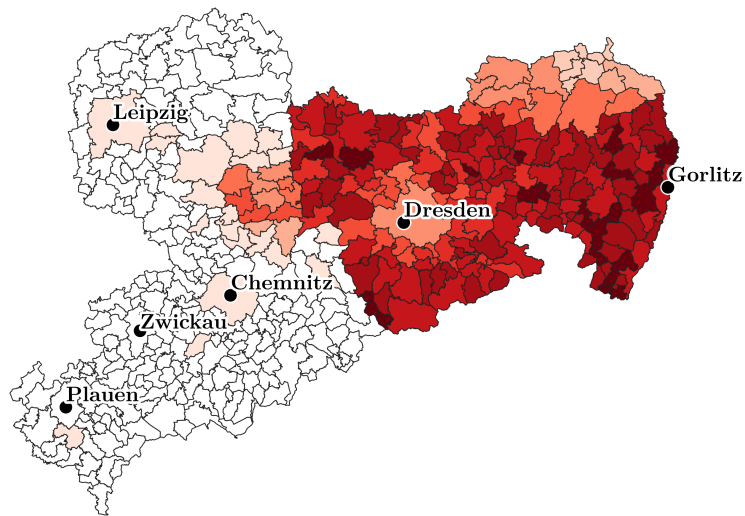 Leipzig
Gorlitz
Dresden
Chemnitz
Zwickau
Plauen